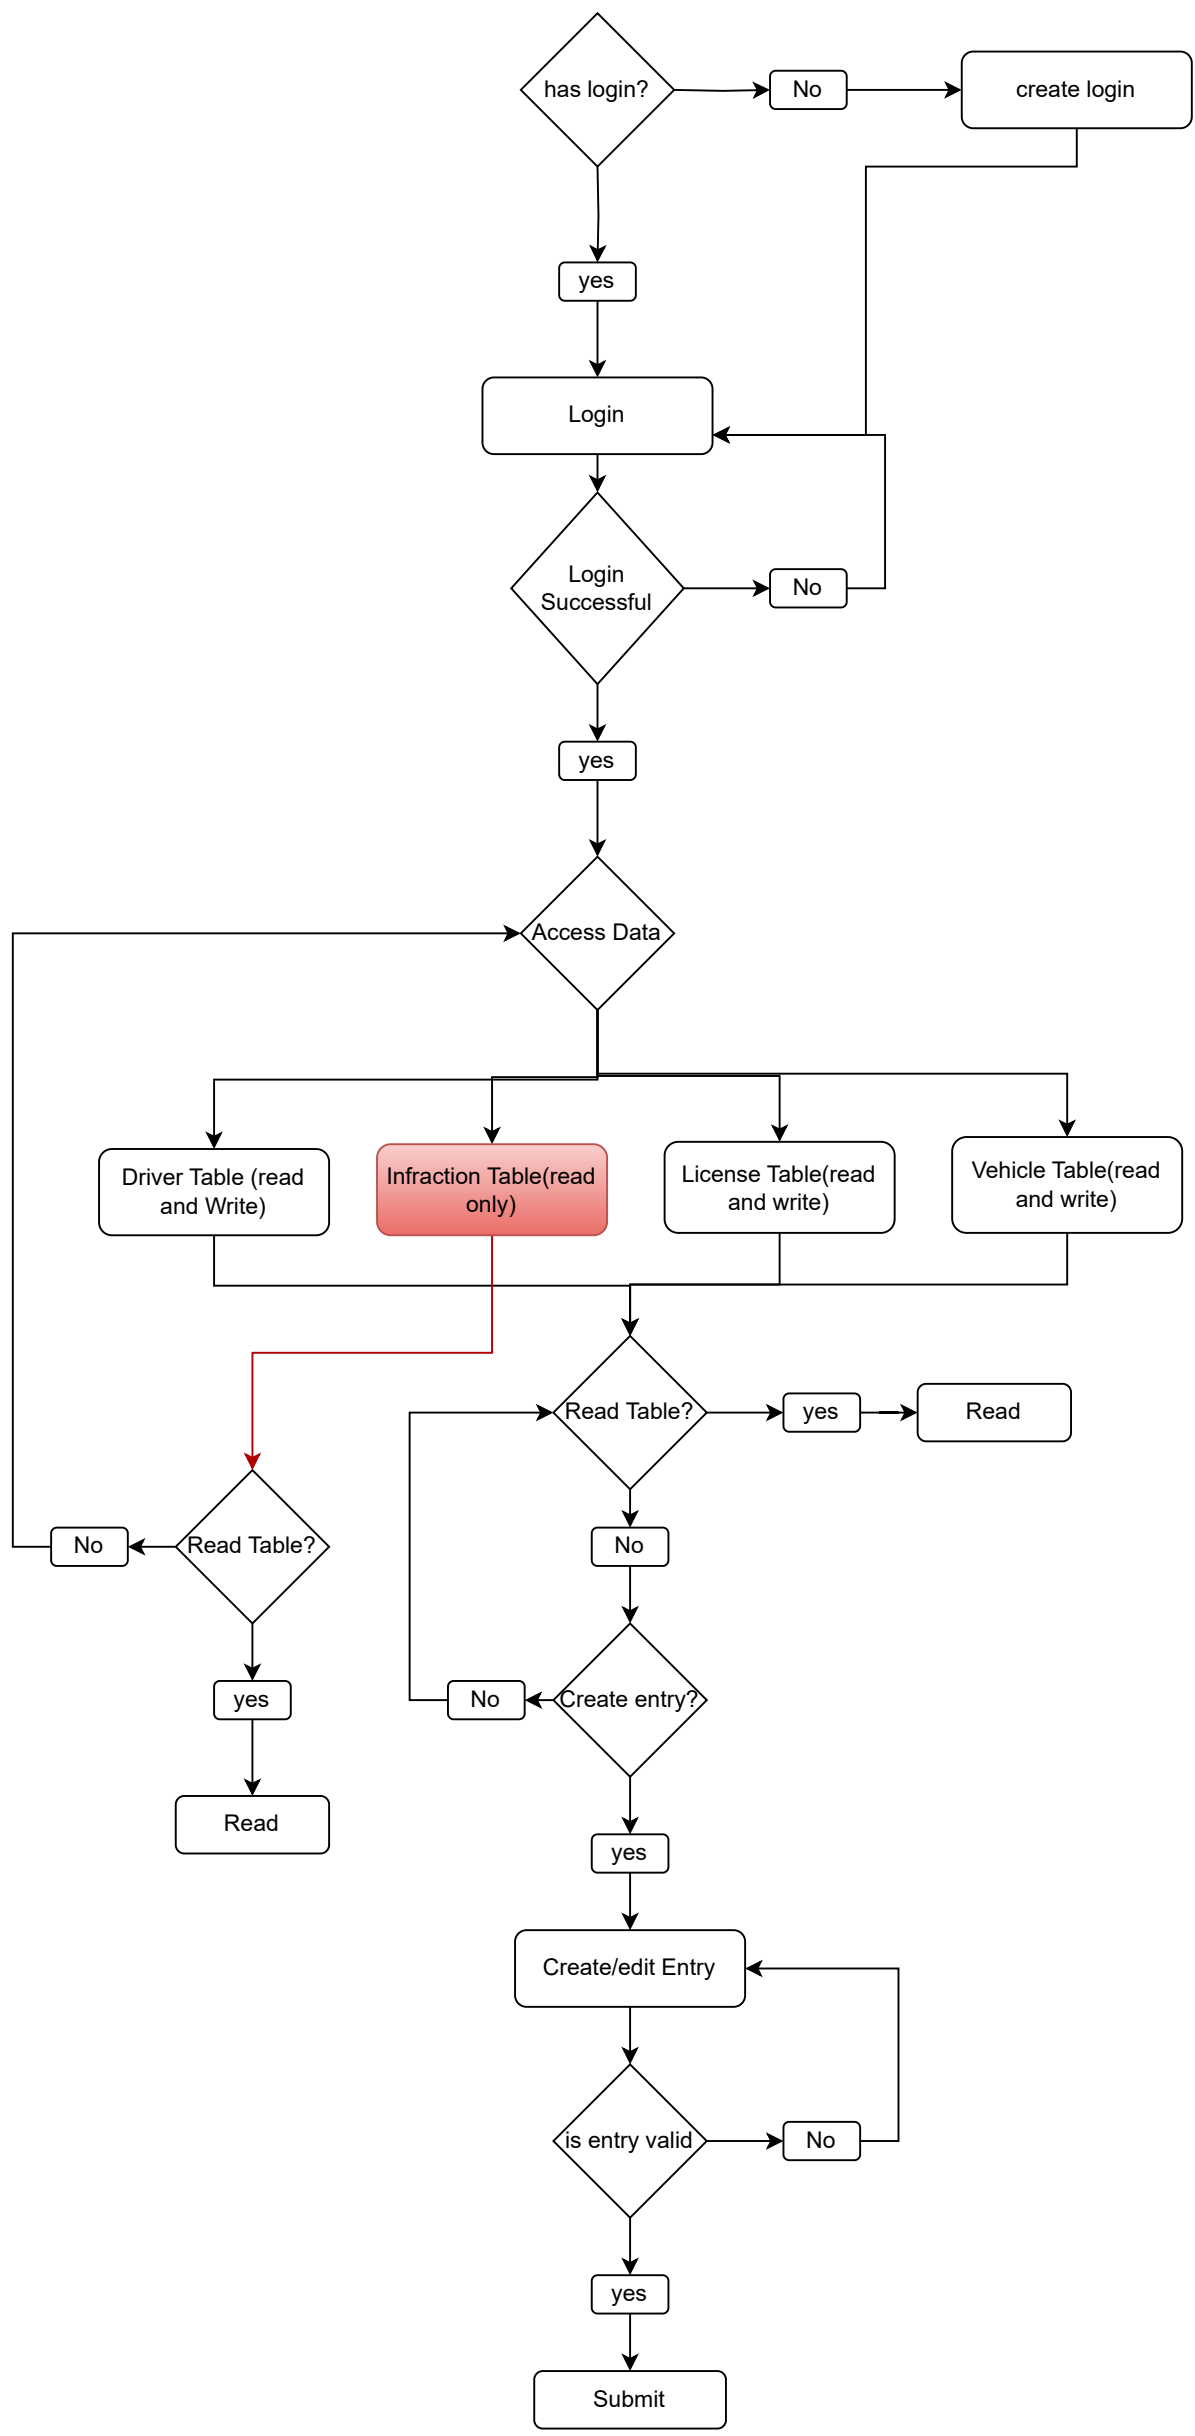 has login?
No
create login
yes
Login
Login
Successful
No
yes
Access Data
Driver Table (read
and Write)
Infraction Table(read
only)
License Table(read
and write)
Vehicle Table(read
and write)
Read Table?
yes
Read
No
Read Table?
No
yes
No
Create entry?
Read
yes
Create/edit Entry
is entry valid
No
yes
Submit